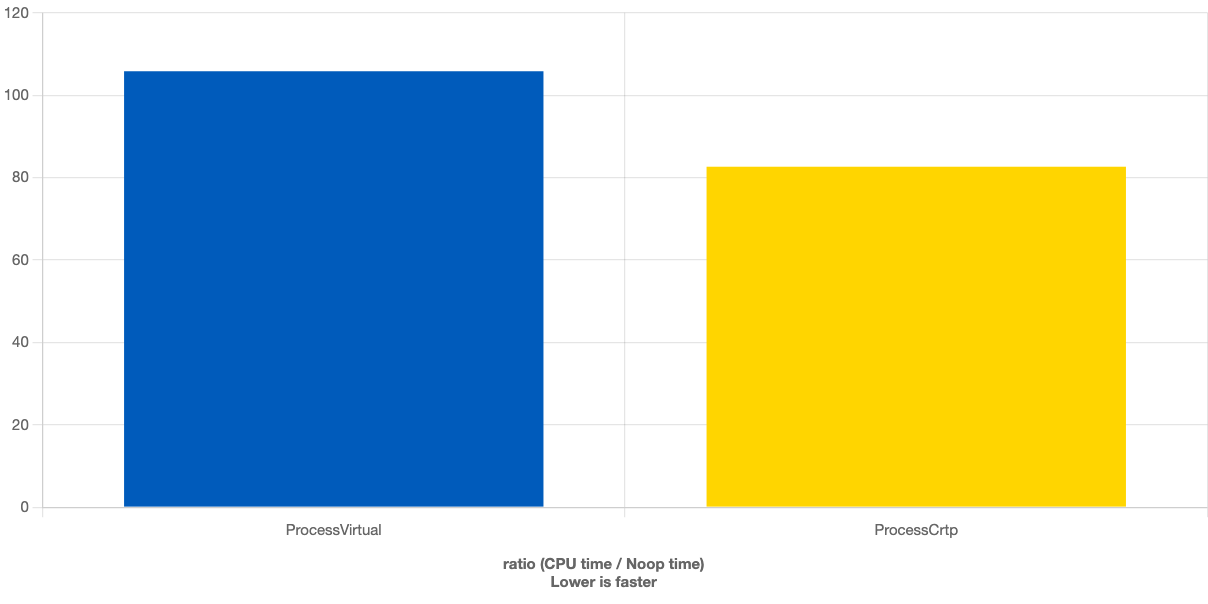 120
100
80
60
40
20
0
ProcessVirtual
ProcessCrtp
ratio (CPU time / Noop time)
Lower is faster